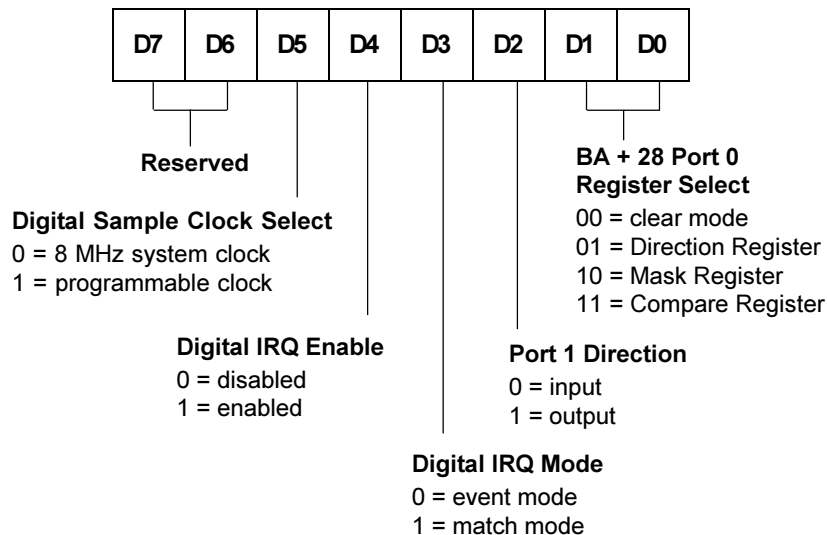 D7 D6 D5 D4 D3 D2 D1 D0
Reserved
BA + 28 Port 0
Register Select
00 = clear mode
01 = Direction Register
10 = Mask Register
11 = Compare Register
Digital Sample Clock Select
0 = 8 MHz system clock
1 = programmable clock
Digital IRQ Enable
0 = disabled
1 = enabled
Port 1 Direction
0 = input
1 = output
Digital IRQ Mode
0 = event mode
1 = match mode